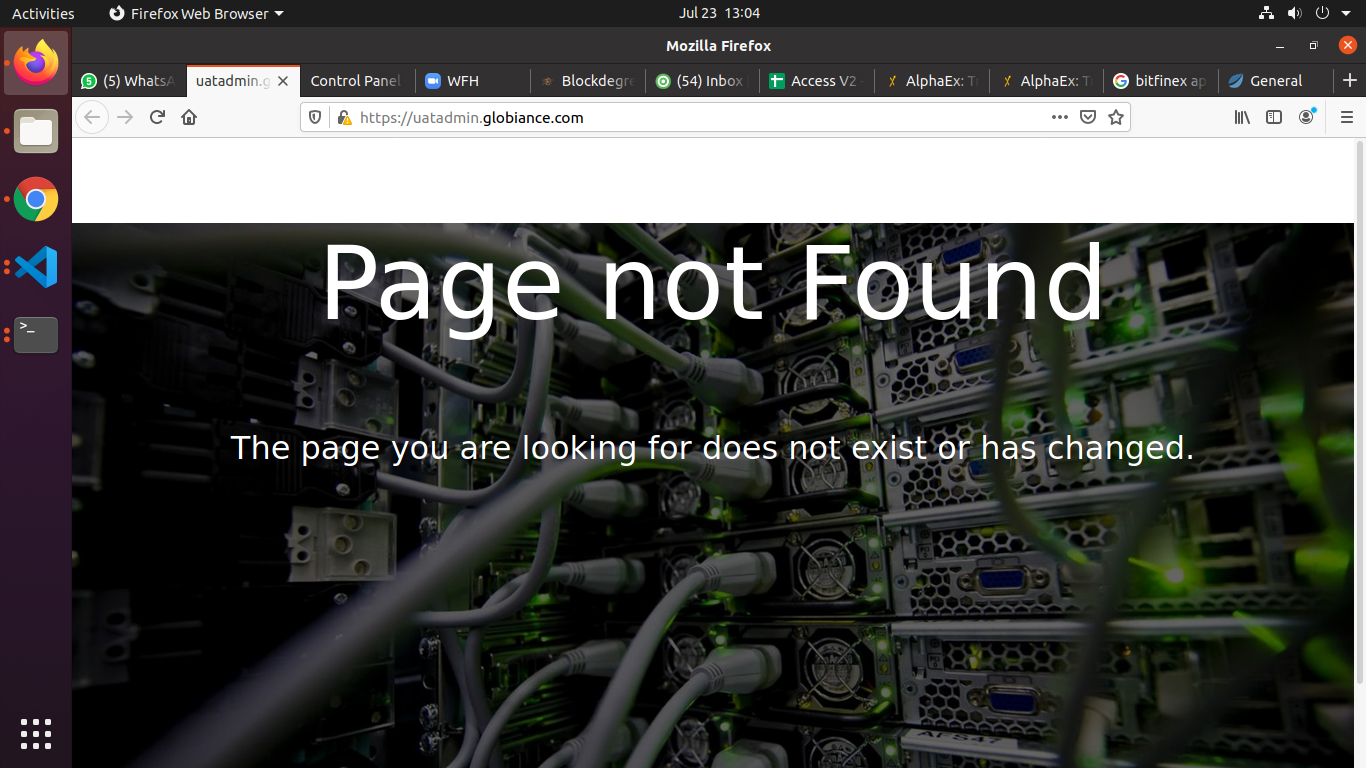 Activities
Firefox Web Browser
Jul 23 13:04
Mozilla Firefox
(5) WhatsA
uatadmin.g
Control Panel
WFH
Blockdegre
(54) Inbox
Access V2 -
AlphaEx: Tr
AlphaEx: Tr
bitfinex ap
General
https://uatadmin.globiance.com
Page not Found
The page you are looking for does not exist or has changed.